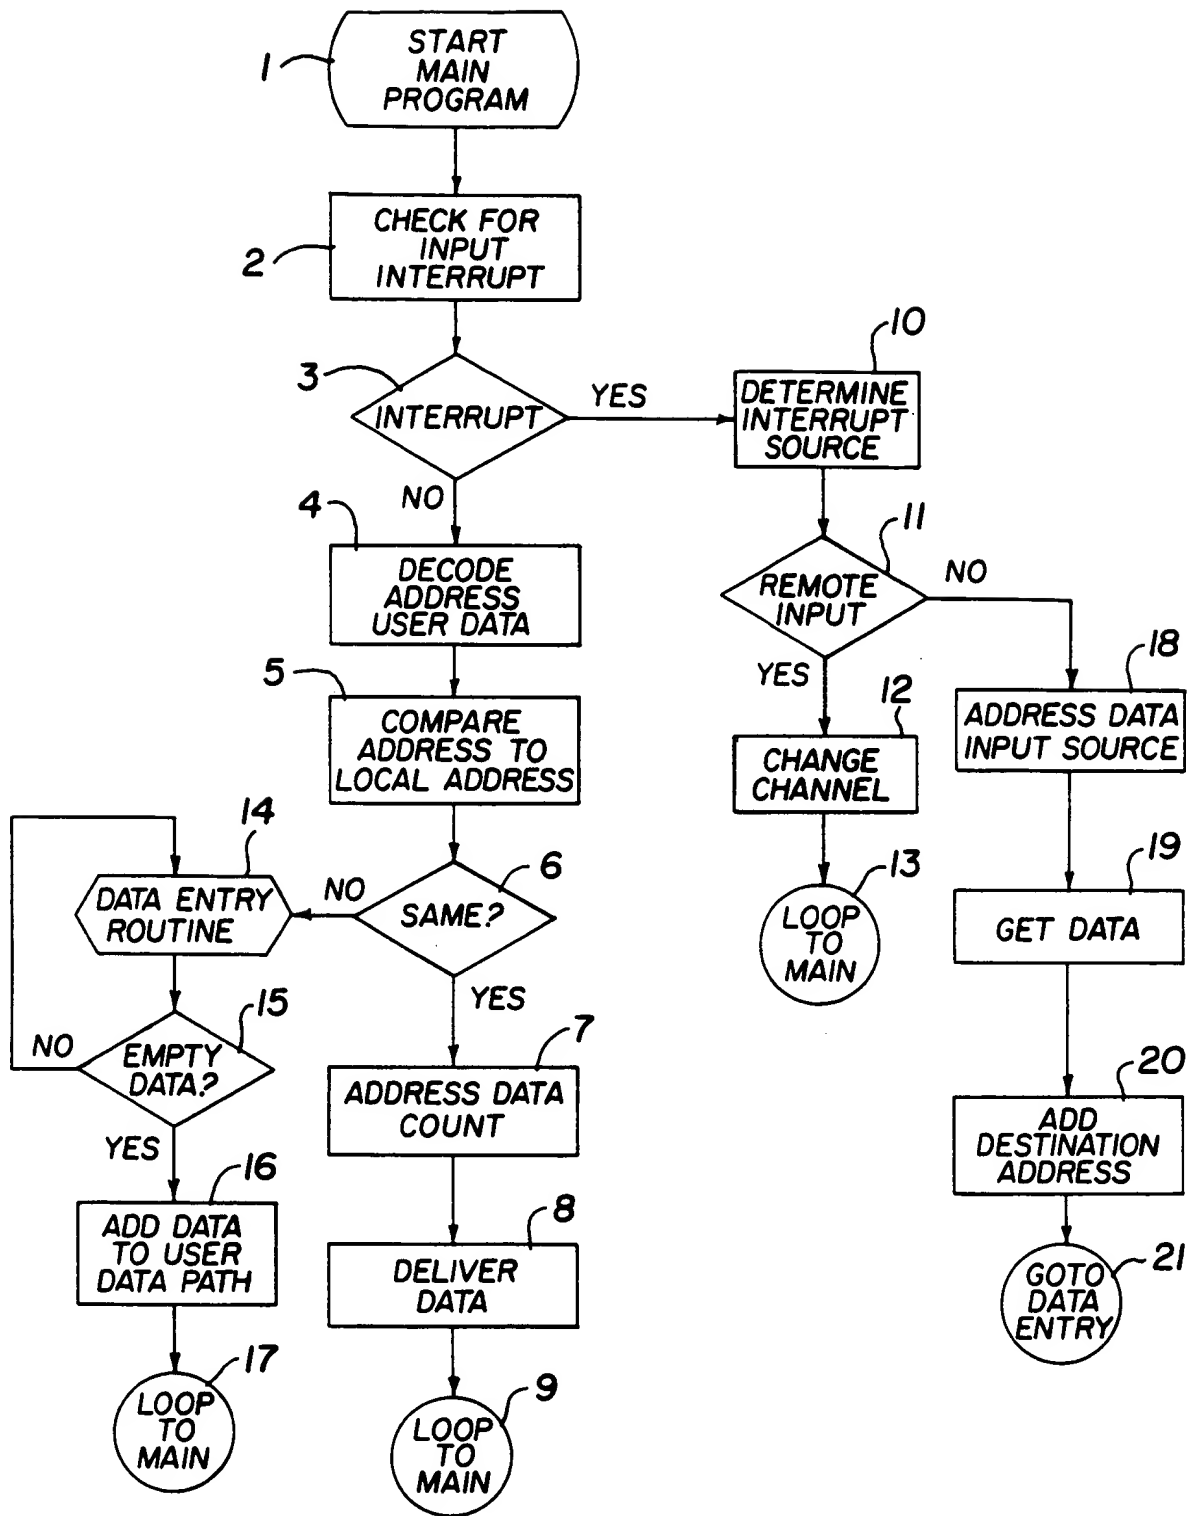 1
START
MAIN
PROGRAM
2
CHECK FOR
INPUT
INTERRUPT
3
INTERRUPT
YES
NO
10
DETERMINE
INTERRUPT
SOURCE
4
DECODE
ADDRESS
USER DATA
11
REMOTE
INPUT
NO
YES
5
COMPARE
ADDRESS TO
LOCAL ADDRESS
12
CHANGE
CHANNEL
18
ADDRESS DATA
INPUT SOURCE
14
DATA ENTRY
ROUTINE
NO
6
SAME?
YES
13
LOOP
TO
MAIN
19
GET DATA
15
EMPTY
DATA?
NO
YES
7
ADDRESS DATA
COUNT
20
ADD
DESTINATION
ADDRESS
16
ADD DATA
TO USER
DATA PATH
8
DELIVER
DATA
21
GOTO
DATA
ENTRY
17
LOOP
TO
MAIN
9
LOOP
TO
MAIN